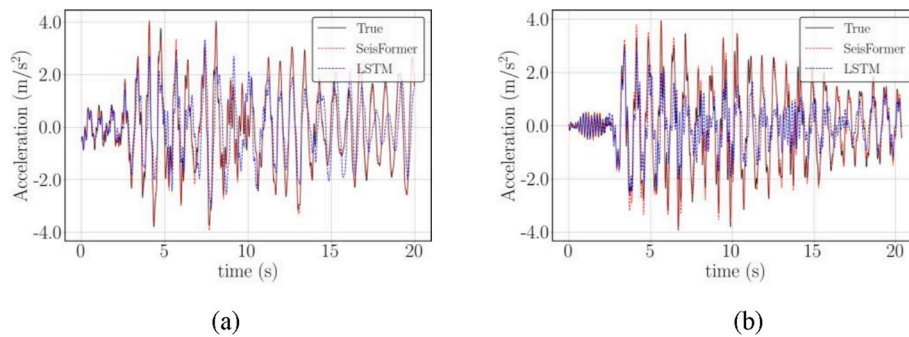 4.0
2.0
0.0
-2.0
-4.0
Acceleration (m/s²)
True
SeisFormer
LSTM
0 5 10 15 20
time (s)
(a)
4.0
2.0
0.0
-2.0
-4.0
Acceleration (m/s²)
True
SeisFormer
LSTM
0 5 10 15 20
time (s)
(b)